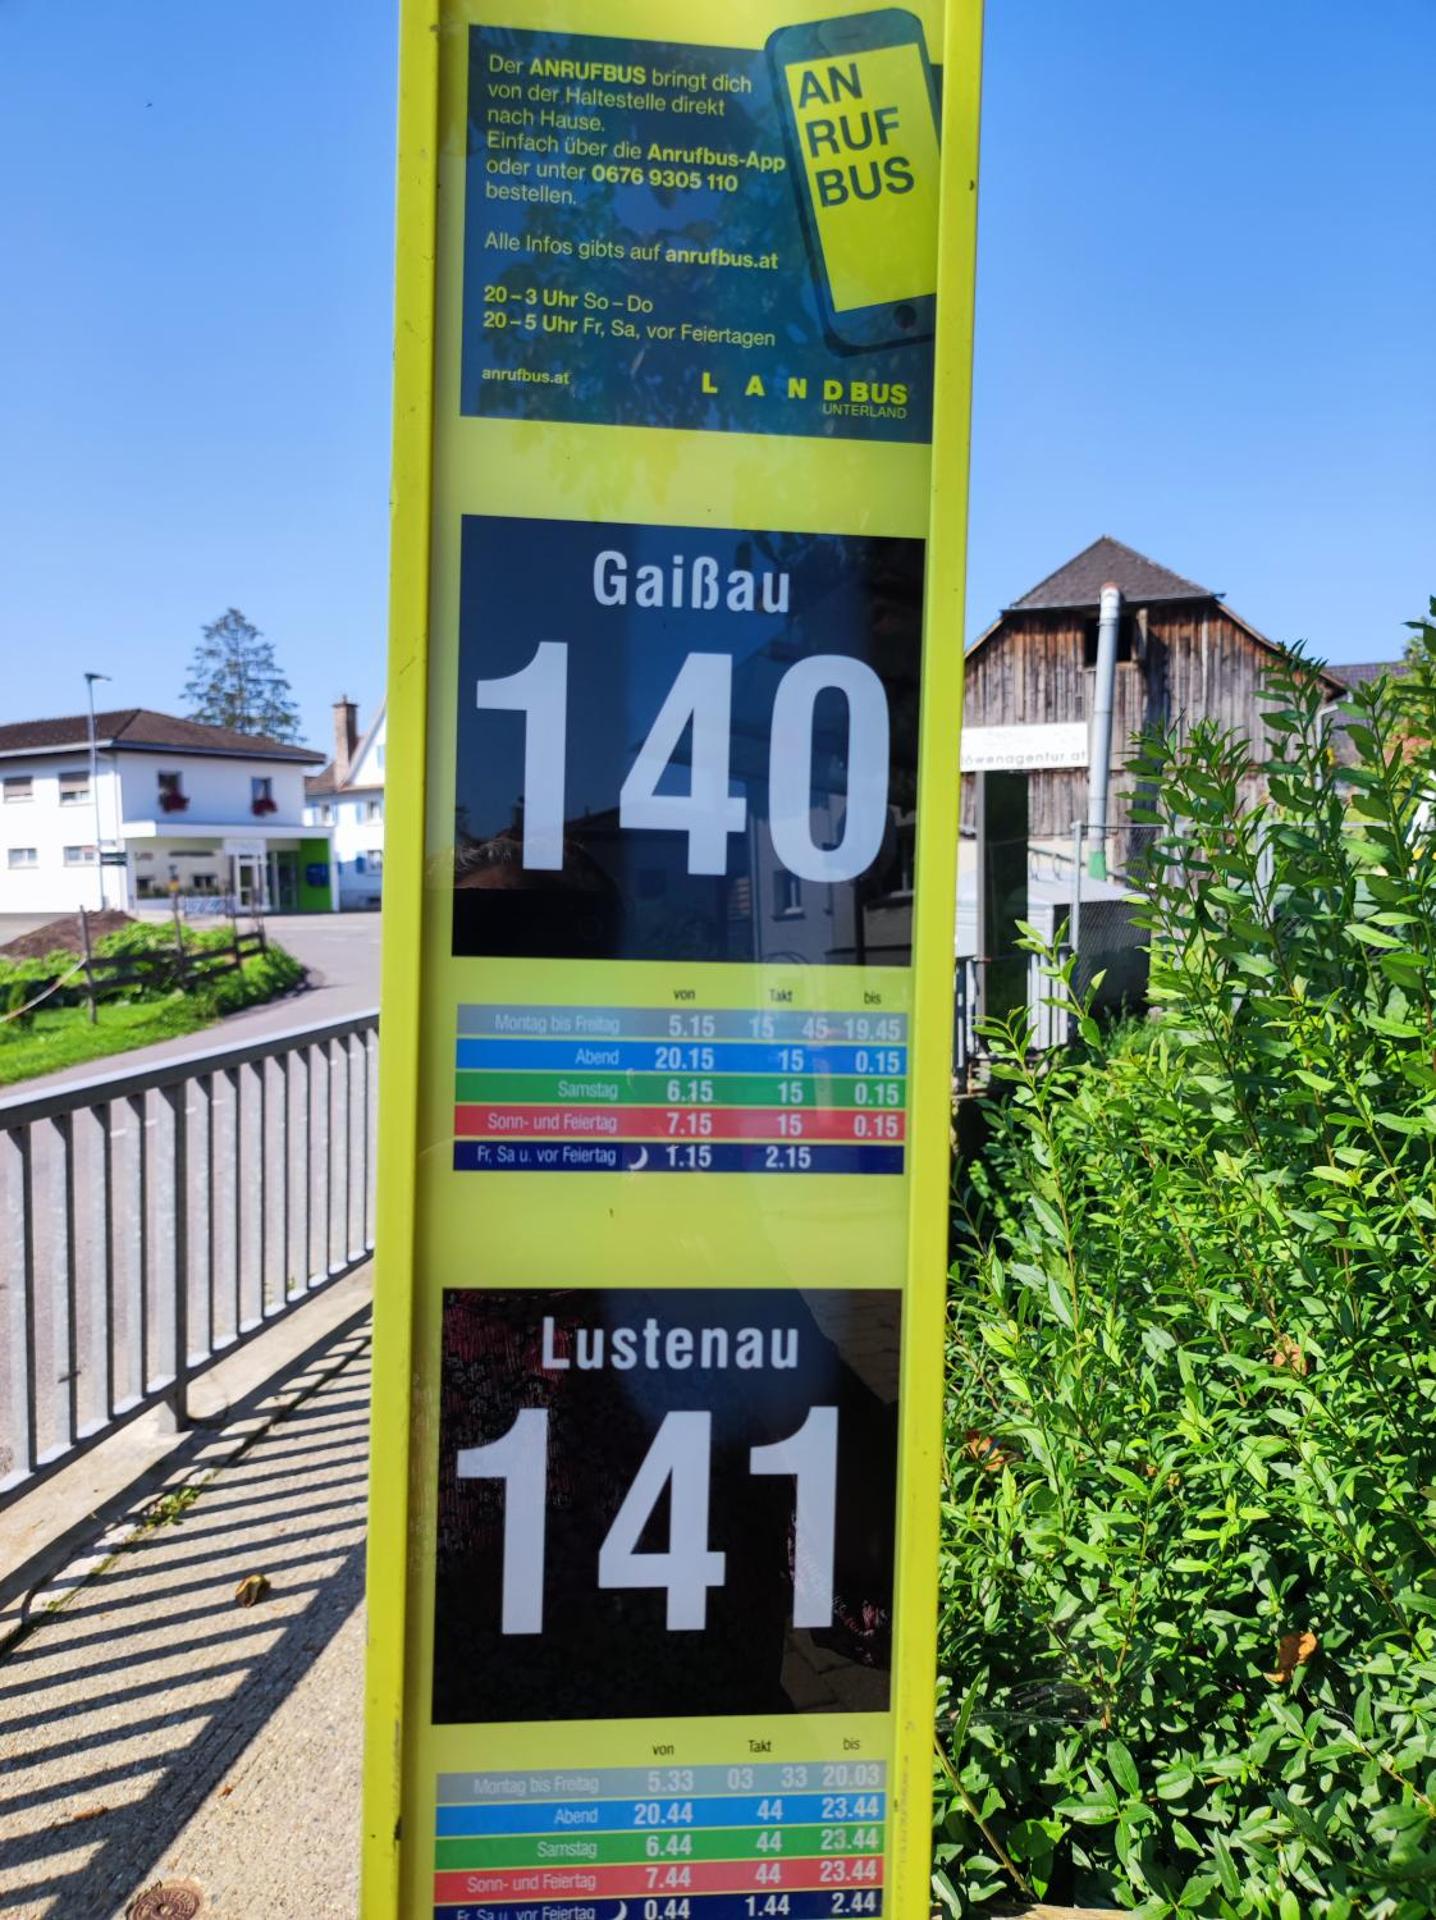 Der ANRUFBUS bringt dich
von der Haltestelle direkt
nach Hause.
Einfach über die Anrufbus-App
oder unter 0676 9305 110
bestellen.
Alle Infos gibts auf anrufbus.at
20 – 3 Uhr So – Do
20 – 5 Uhr Fr, Sa, vor Feiertagen
anrufbus.at
AN
RUF
BUS
LANDBUS
UNTERLAND
Gaißau
140
von Takt bis
Montag bis Freitag 5.15 15 45 19.45
Abend 20.15 15 0.15
Samstag 6.15 15 0.15
Sonn- und Feiertag 7.15 15 0.15
Fr, Sa u. vor Feiertag 1.15 2.15
löwenagentur.at
Lustenau
141
von Takt bis
Montag bis Freitag 5.33 03 33 20.03
Abend 20.44 44 23.44
Samstag 6.44 44 23.44
Sonn- und Feiertag 7.44 44 23.44
Fr, Sa u. vor Feiertag 0.44 1.44 2.44